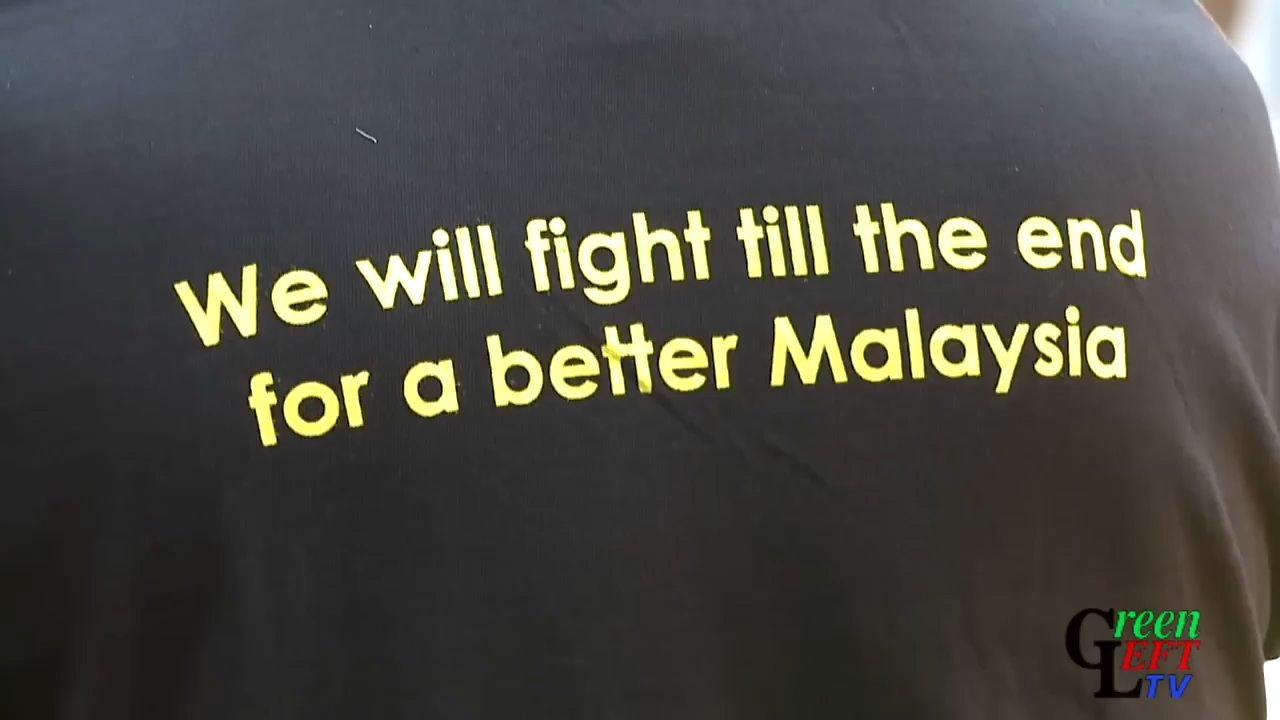 We will fight till the end
for a better Malaysia
Green
LEFT
TV